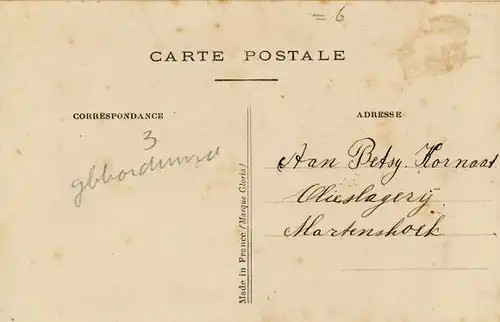 = 6
CARTE POSTALE
CORRESPONDANCE
3
Made in France (Marque Gloria)
ADRESSE
Aan Betsy Kornaat
Olieslagerij
Martenshoek